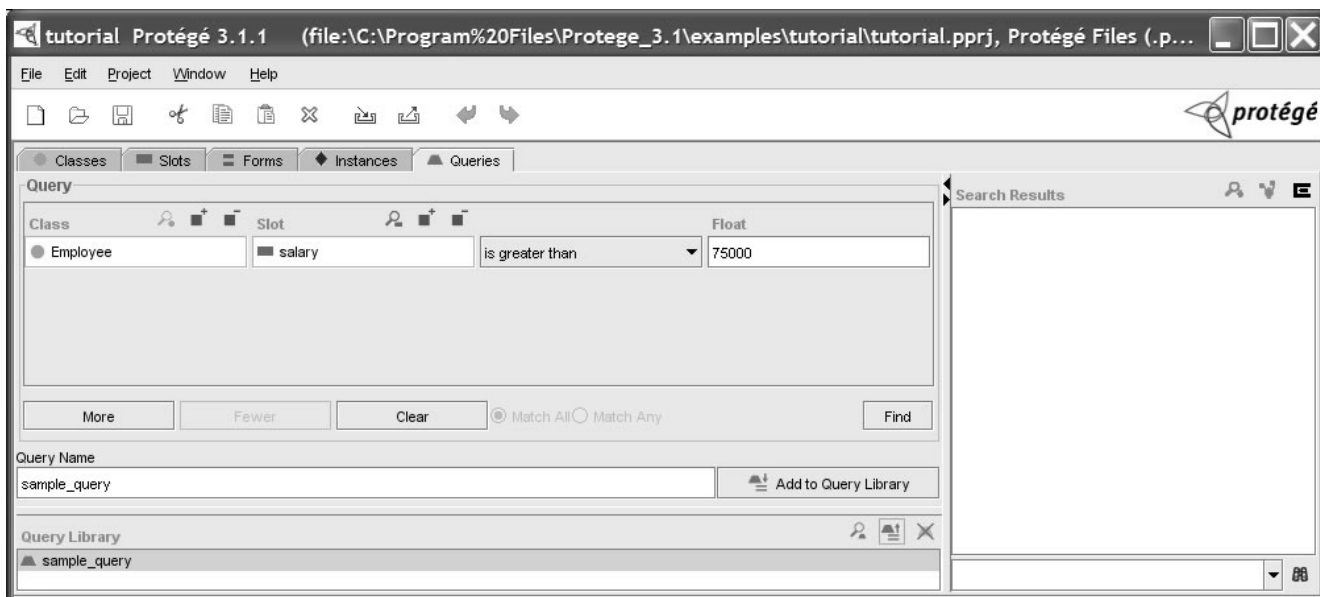 tutorial Protégé 3.1.1 (file:\C:\Program%20Files\Protege_3.1\examples\tutorial\tutorial.pprj, Protégé Files (.p...
File Edit Project Window Help
protégé
Classes Slots Forms Instances Queries
Query
Class Slot Float
Employee salary is greater than 75000
More Fewer Clear Match All Match Any Find
Query Name
sample_query Add to Query Library
Query Library
sample_query
Search Results